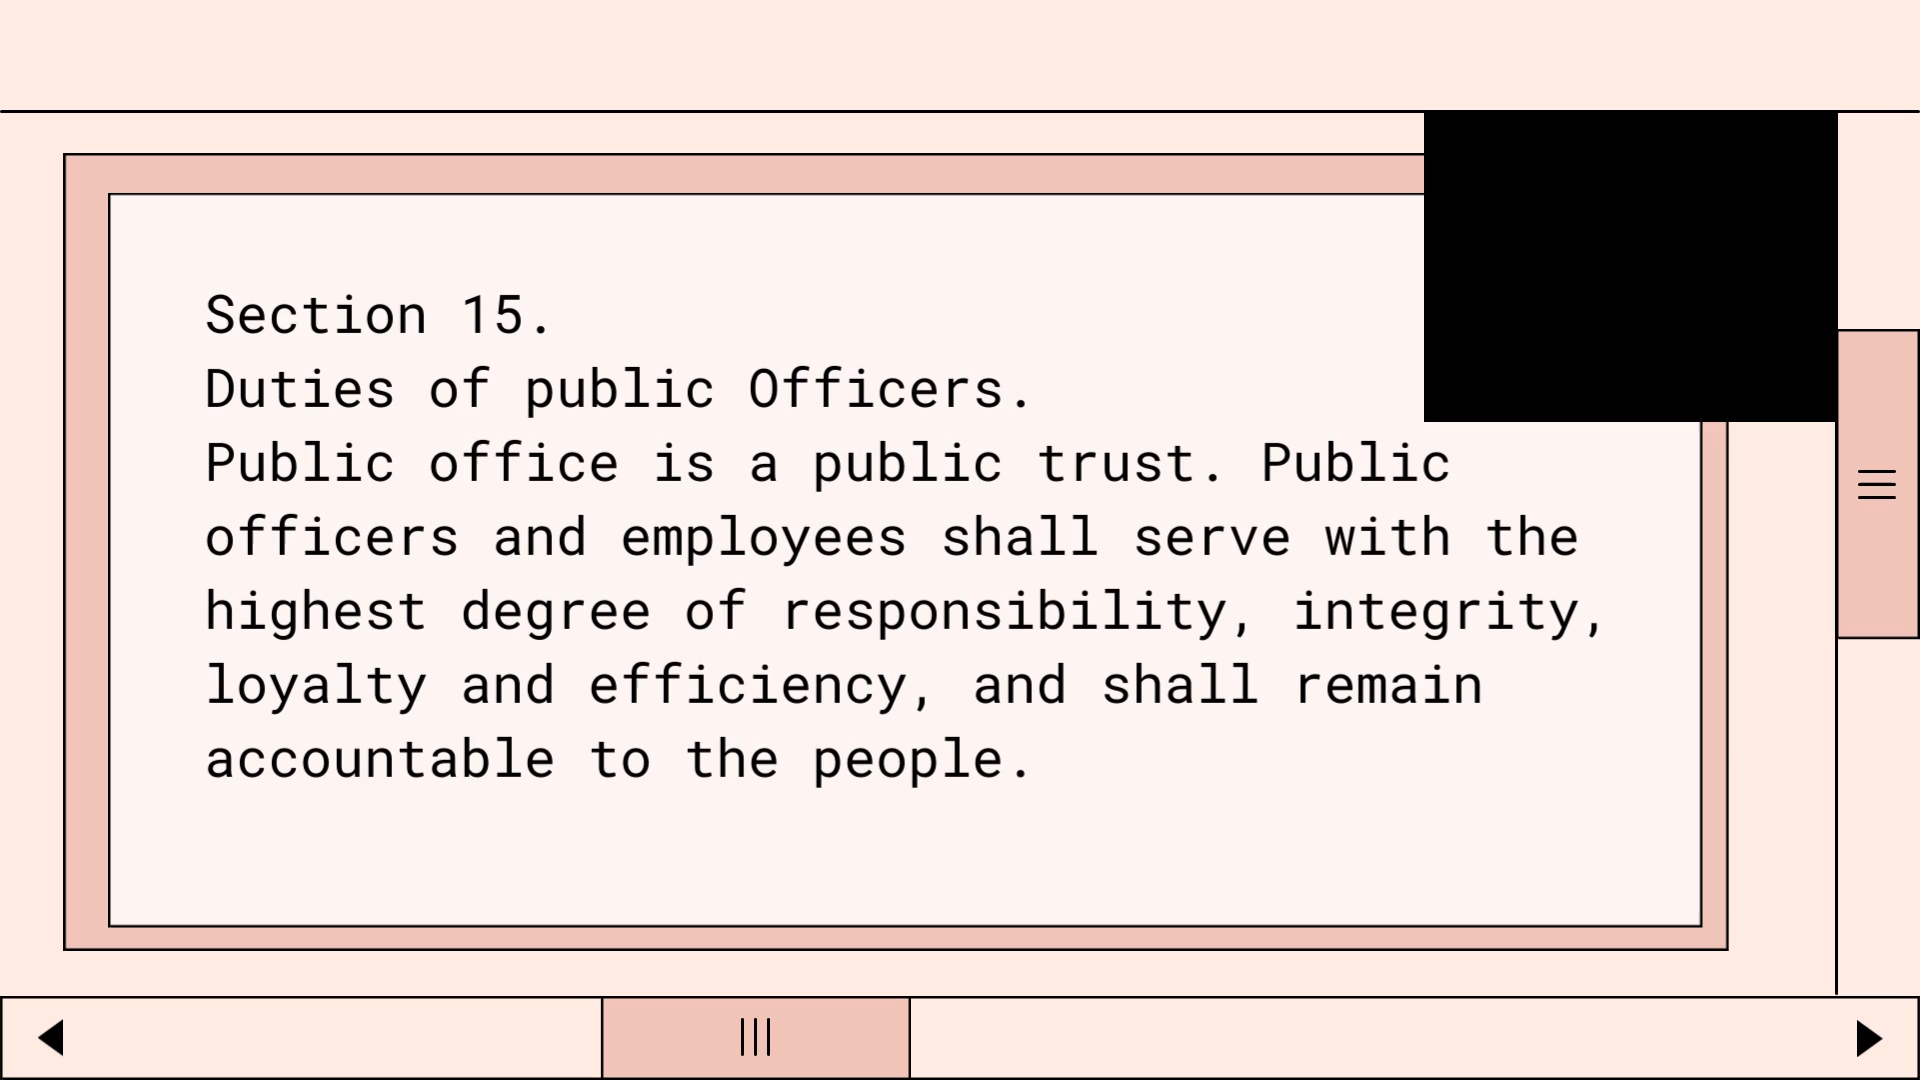 Section 15.
Duties of public Officers.
Public office is a public trust. Public
officers and employees shall serve with the
highest degree of responsibility, integrity,
loyalty and efficiency, and shall remain
accountable to the people.